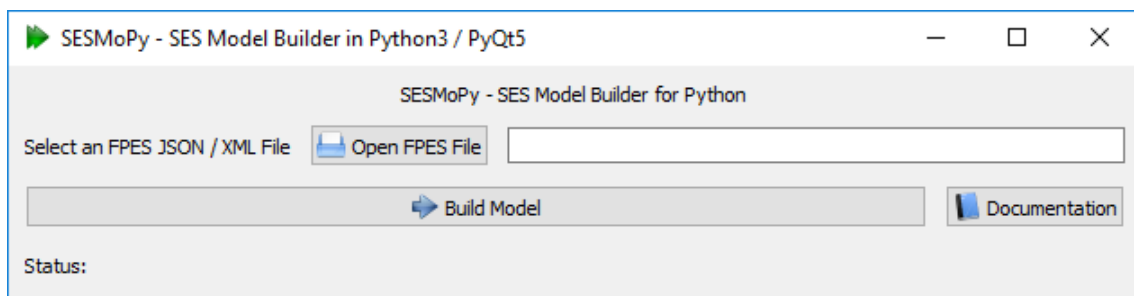 SESMoPy - SES Model Builder in Python3 / PyQt5
SESMoPy - SES Model Builder for Python
Select an FPES JSON / XML File Open FPES File
Build Model Documentation
Status: